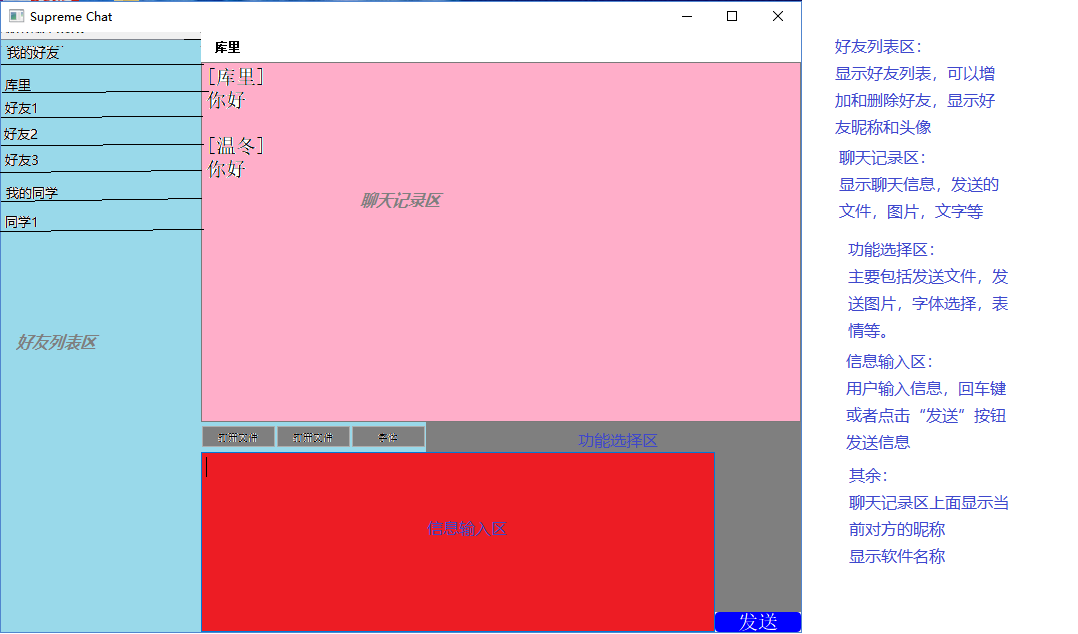 Supreme Chat
我的好友
库里
好友1
好友2
好友3
我的同学
同学1
好友列表区
库里
[库里]
你好
[温冬]
你好
聊天记录区
功能选择区
信息输入区
发送
好友列表区：
显示好友列表，可以增
加和删除好友，显示好
友昵称和头像
聊天记录区：
显示聊天信息，发送的
文件，图片，文字等
功能选择区：
主要包括发送文件，发
送图片，字体选择，表
情等。
信息输入区：
用户输入信息，回车键
或者点击“发送”按钮
发送信息
其余：
聊天记录区上面显示当
前对方的昵称
显示软件名称